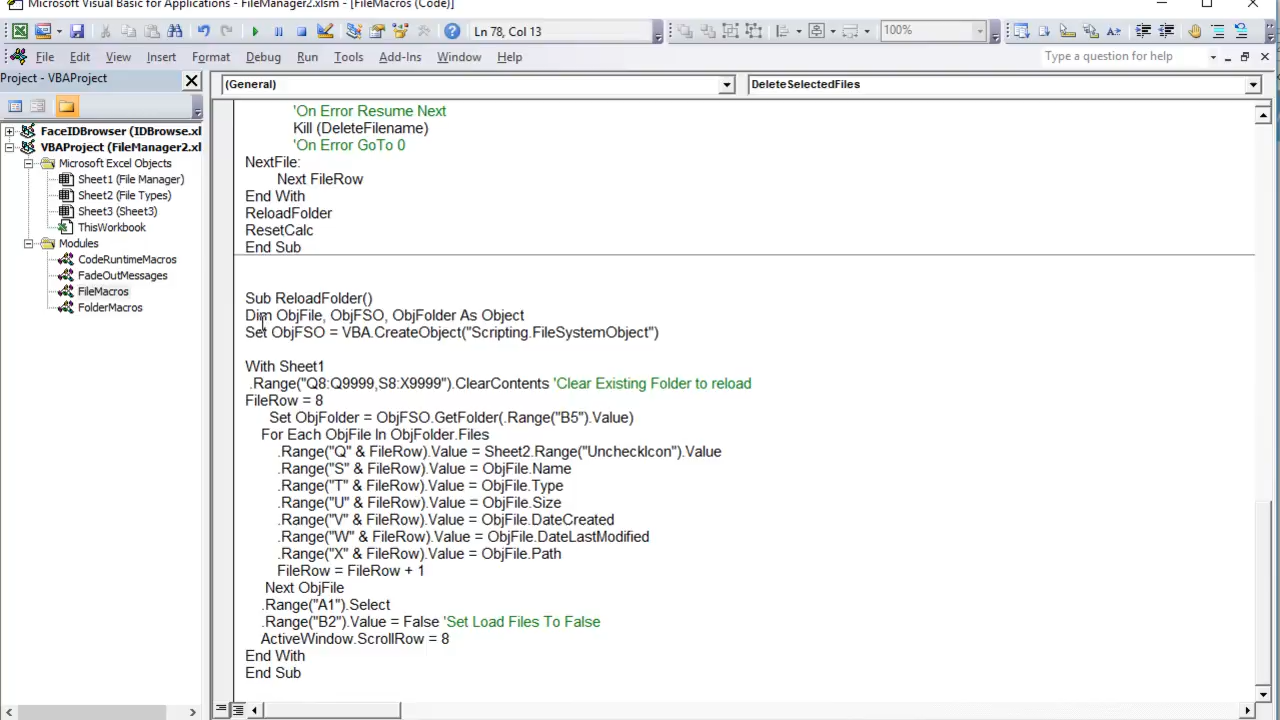 Microsoft Visual Basic for Applications - FileManager2.xlsm - [FileMacros (Code)]
Ln 78, Col 13
100%
File Edit View Insert Format Debug Run Tools Add-Ins Window Help
Type a question for help
Project - VBAProject
(General)
DeleteSelectedFiles
FaceIDBrowser (IDBrowse.xl
VBAProject (FileManager2.xl
Microsoft Excel Objects
Sheet1 (File Manager)
Sheet2 (File Types)
Sheet3 (Sheet3)
ThisWorkbook
Modules
CodeRuntimeMacros
FadeOutMessages
FileMacros
FolderMacros
'On Error Resume Next
Kill (DeleteFilename)
'On Error GoTo 0
NextFile:
Next FileRow
End With
ReloadFolder
ResetCalc
End Sub
Sub ReloadFolder()
Dim ObjFile, ObjFSO, ObjFolder As Object
Set ObjFSO = VBA.CreateObject("Scripting.FileSystemObject")
With Sheet1
.Range("Q8:Q9999,S8:X9999").ClearContents 'Clear Existing Folder to reload
FileRow = 8
Set ObjFolder = ObjFSO.GetFolder(.Range("B5").Value)
For Each ObjFile In ObjFolder.Files
.Range("Q" & FileRow).Value = Sheet2.Range("UncheckIcon").Value
.Range("S" & FileRow).Value = ObjFile.Name
.Range("T" & FileRow).Value = ObjFile.Type
.Range("U" & FileRow).Value = ObjFile.Size
.Range("V" & FileRow).Value = ObjFile.DateCreated
.Range("W" & FileRow).Value = ObjFile.DateLastModified
.Range("X" & FileRow).Value = ObjFile.Path
FileRow = FileRow + 1
Next ObjFile
.Range("A1").Select
.Range("B2").Value = False 'Set Load Files To False
ActiveWindow.ScrollRow = 8
End With
End Sub